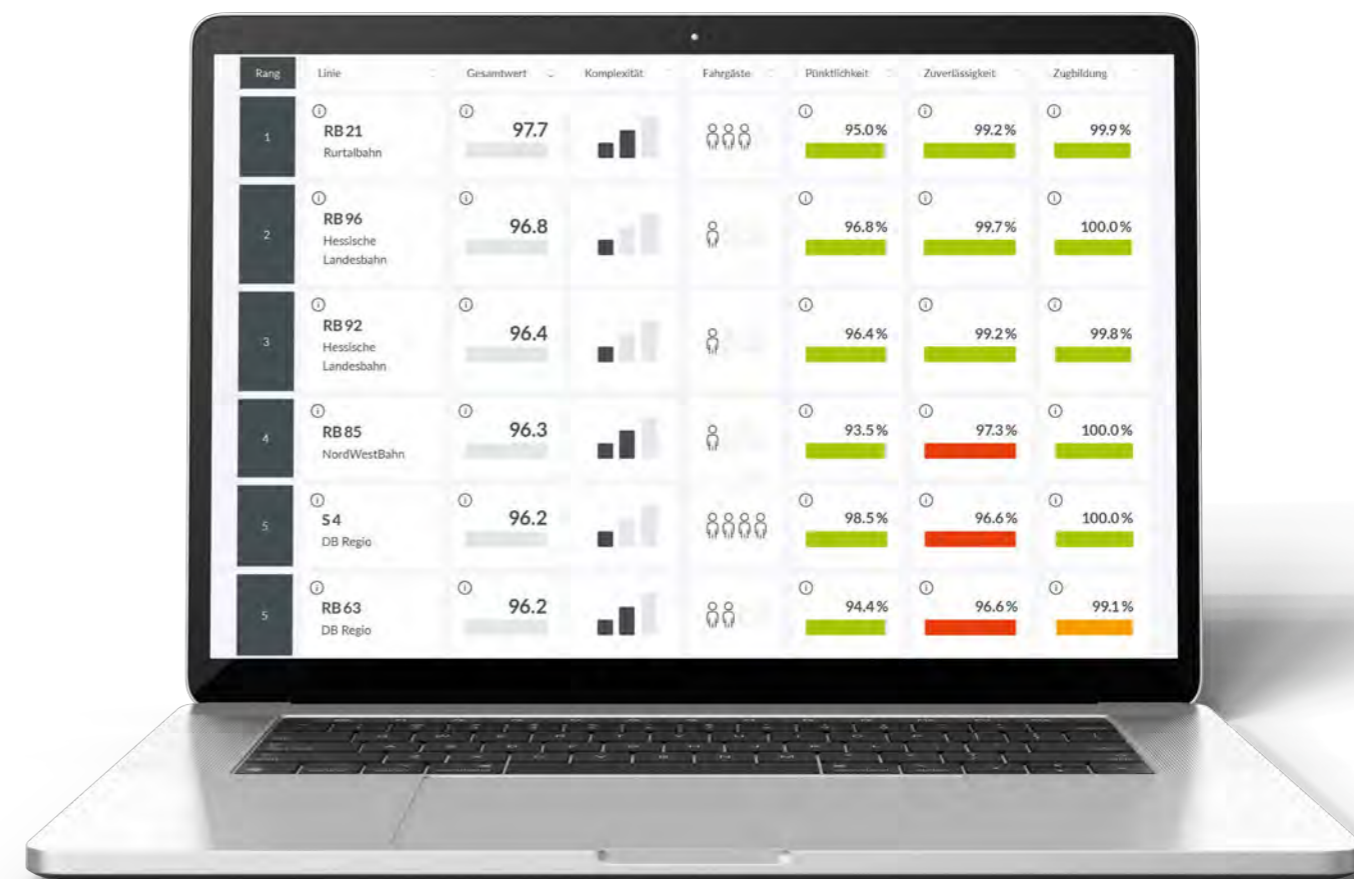 Rang Linie Gesamtwert Komplexität Fahrgäste Pünktlichkeit Zuverlässigkeit Zugbildung
1 RB 21 97.7 95.0% 99.2% 99.9%
Rurtalbahn
2 RB 96 96.8 96.8% 99.7% 100.0%
Hessische
Landesbahn
3 RB 92 96.4 96.4% 99.2% 99.8%
Hessische
Landesbahn
4 RB 85 96.3 93.5% 97.3% 100.0%
NordWestBahn
5 S 4 96.2 98.5% 96.6% 100.0%
DB Regio
5 RB 63 96.2 94.4% 96.6% 99.1%
DB Regio